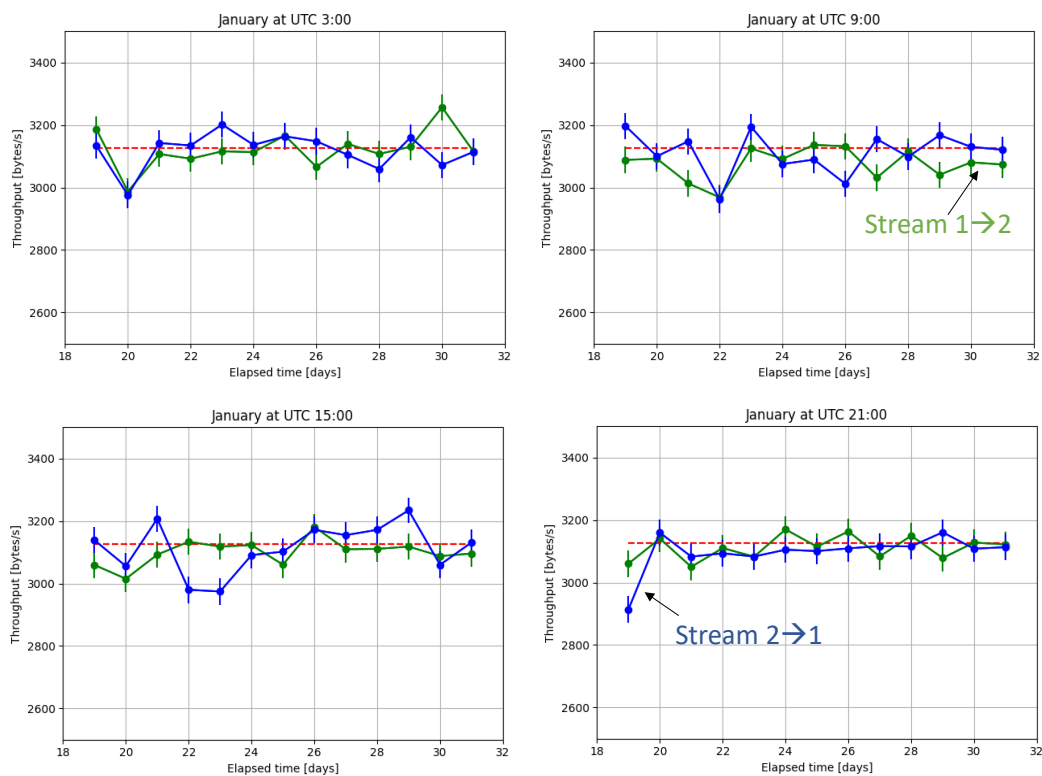 January at UTC 3:00
Throughput [bytes/s]
3400
3200
3000
2800
2600
18 20 22 24 26 28 30 32
Elapsed time [days]
January at UTC 9:00
Throughput [bytes/s]
3400
3200
3000
2800
2600
Stream 1→2
18 20 22 24 26 28 30 32
Elapsed time [days]
January at UTC 15:00
Throughput [bytes/s]
3400
3200
3000
2800
2600
18 20 22 24 26 28 30 32
Elapsed time [days]
January at UTC 21:00
Throughput [bytes/s]
3400
3200
3000
2800
2600
Stream 2→1
18 20 22 24 26 28 30 32
Elapsed time [days]